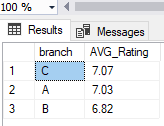 100 %
Results Messages
branch AVG_Rating
1 C 7.07
2 A 7.03
3 B 6.82